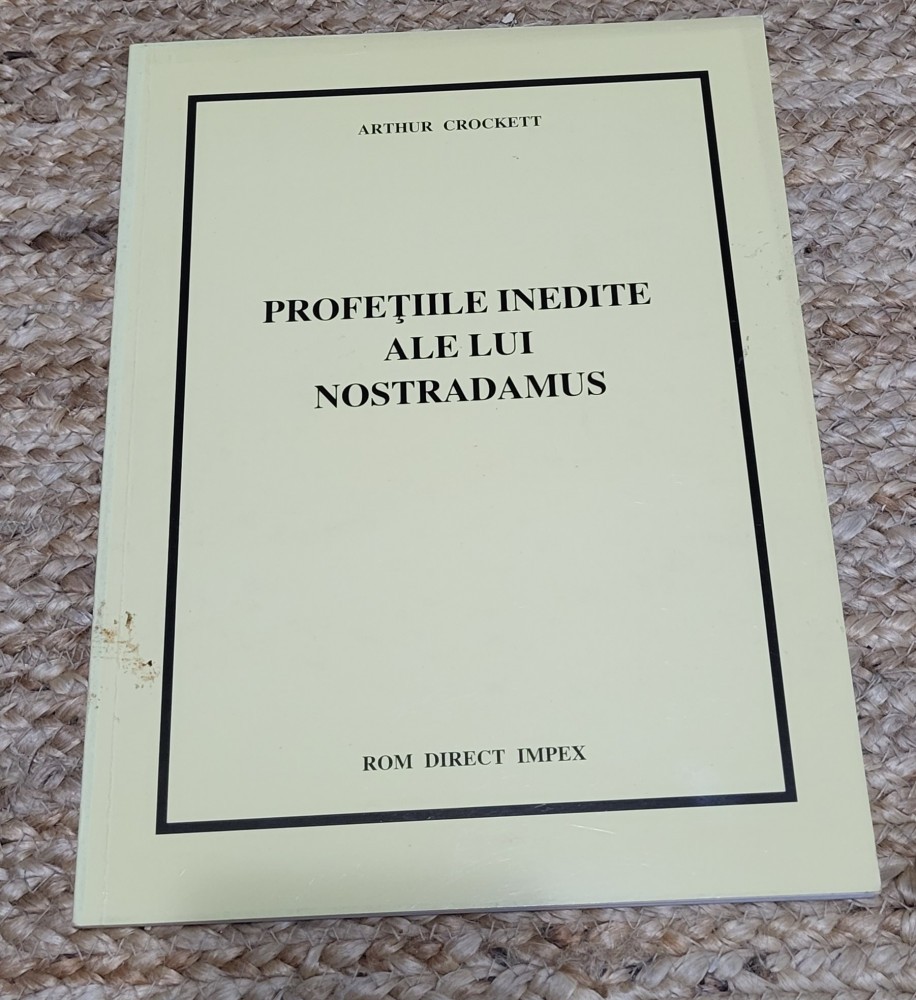 ARTHUR CROCKETT
PROFEŢIILE INEDITE
ALE LUI
NOSTRADAMUS
ROM DIRECT IMPEX